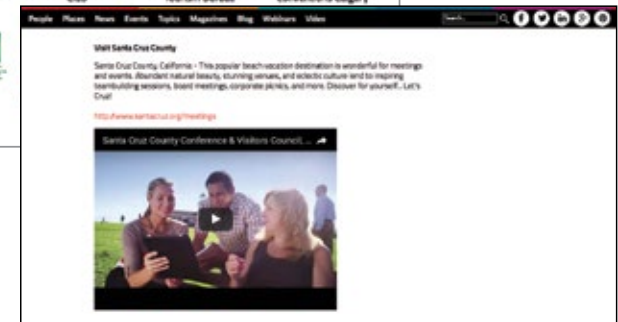 People Places News Events Topics Magazines Blog Webinars Video Search...
Visit Santa Cruz County
Santa Cruz County, California - This popular beach vacation destination is wonderful for meetings
and events. Abundant natural beauty, stunning venues, and eclectic culture lend to inspiring
teambuilding sessions, board meetings, corporate picnics, and more. Discover for yourself... Let's
Cruz!
http://www.santacruz.org/meetings
Santa Cruz County Conference & Visitors Council, ...